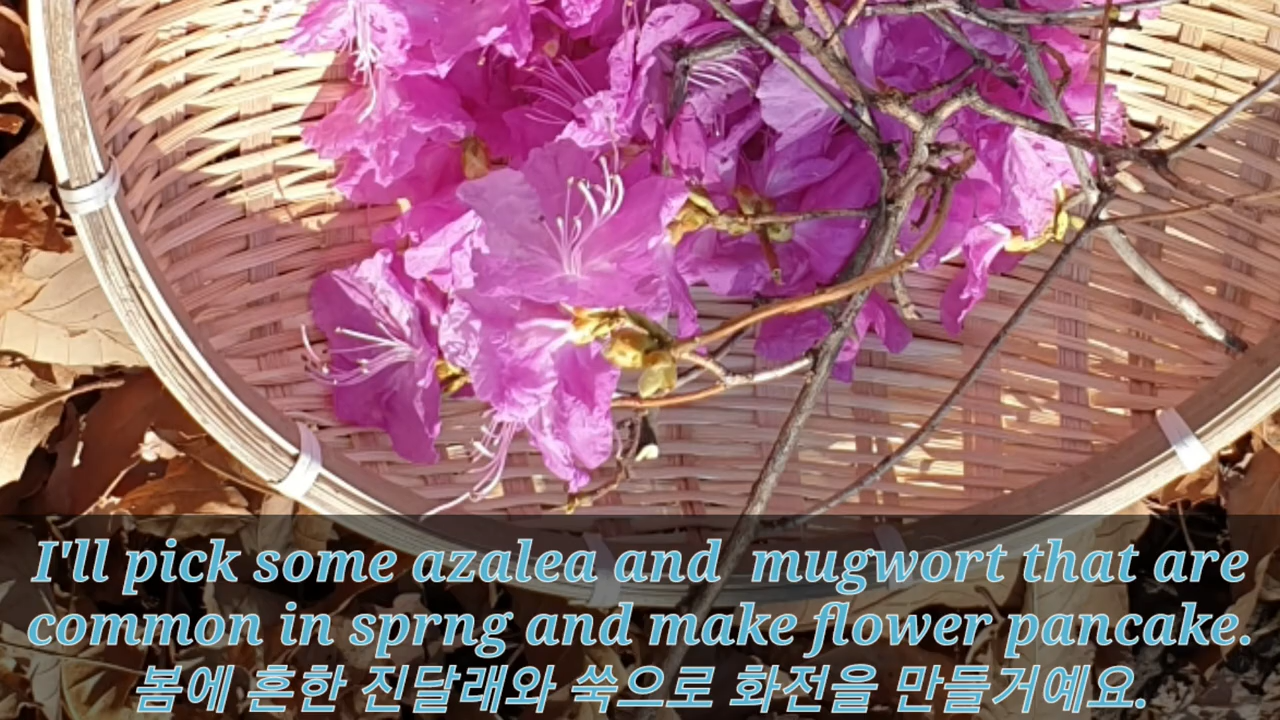 I'll pick some azalea and  mugwort that are
common in sprng and make flower pancake.
봄에 흔한 진달래와 쑥으로 화전을 만들거예요.